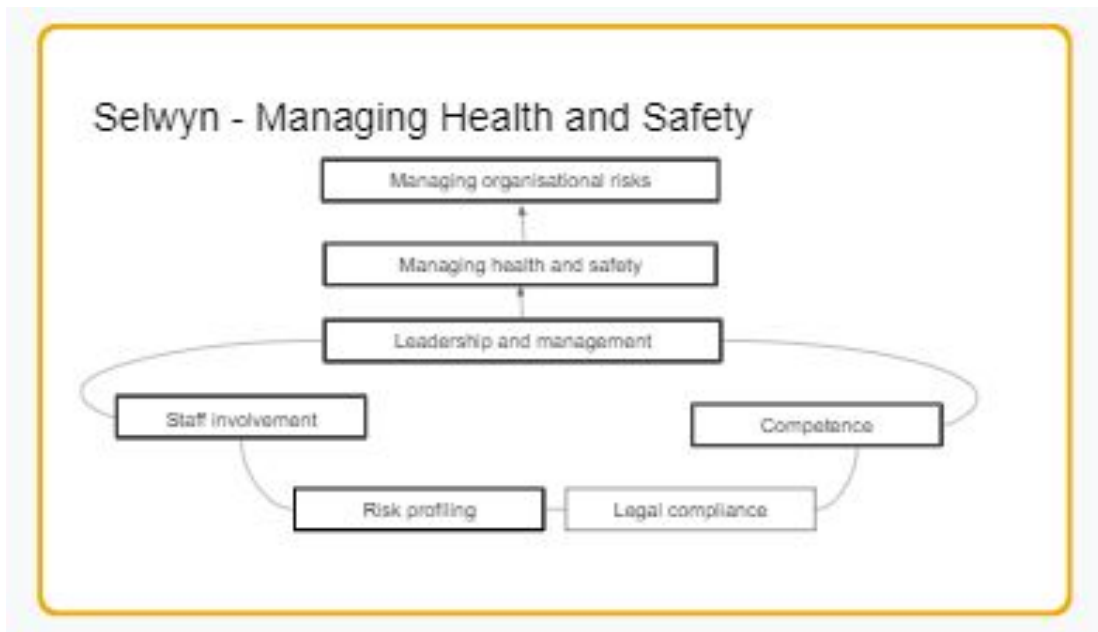 Selwyn - Managing Health and Safety
Managing organisational risks
Managing health and safety
Leadership and management
Staff involvement
Competence
Risk profiling
Legal compliance